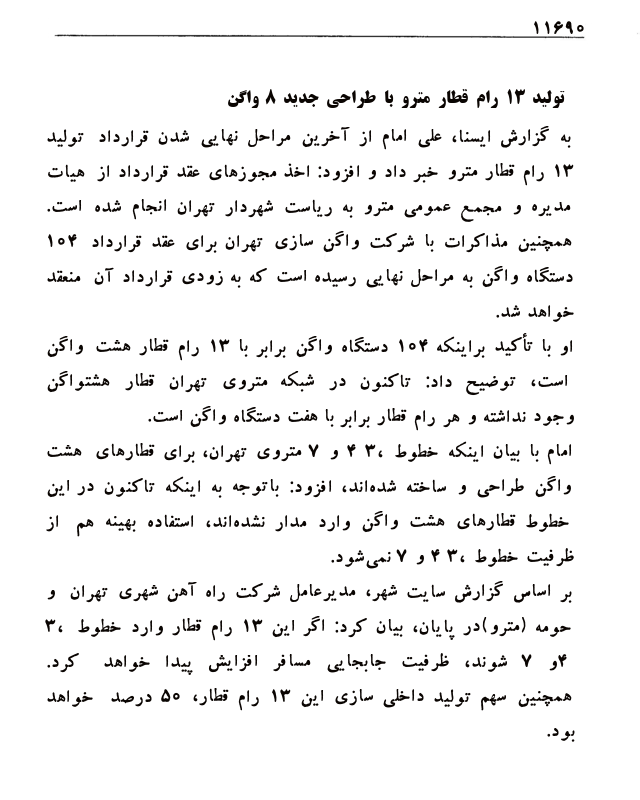 ۱۱۶۹۰
تولید ۱۳ رام قطار مترو با طراحی جدید ۸ واگن
به گزارش ایسنا، علی امام از آخرین مراحل نهایی شدن قرارداد تولید
۱۳ رام قطار مترو خبر داد و افزود: اخذ مجوزهای عقد قرارداد از هیات
مدیره و مجمع عمومی مترو به ریاست شهردار تهران انجام شده است.
همچنین مذاکرات با شرکت واگن سازی تهران برای عقد قرارداد ۱۰۴
دستگاه واگن به مراحل نهایی رسیده است که به زودی قرارداد آن منعقد
خواهد شد.
او با تأکید براینکه ۱۰۴ دستگاه واگن برابر با ۱۳ رام قطار هشت واگن
است، توضیح داد: تاکنون در شبکه متروی تهران قطار هشتواگن
وجود نداشته و هر رام قطار برابر با هفت دستگاه واگن است.
امام با بیان اینکه خطوط ،۳ ۴ و ۷ متروی تهران، برای قطارهای هشت
واگن طراحی و ساخته شده‌اند، افزود: باتوجه به اینکه تاکنون در این
خطوط قطارهای هشت واگن وارد مدار نشده‌اند، استفاده بهینه هم از
ظرفیت خطوط ،۳ ۴ و ۷ نمی‌شود.
بر اساس گزارش سایت شهر، مدیرعامل شرکت راه آهن شهری تهران و
حومه (مترو)در پایان، بیان کرد: اگر این ۱۳ رام قطار وارد خطوط ،۳
۴و ۷ شوند، ظرفیت جابجایی مسافر افزایش پیدا خواهد کرد.
همچنین سهم تولید داخلی سازی این ۱۳ رام قطار، ۵۰ درصد خواهد
بود.